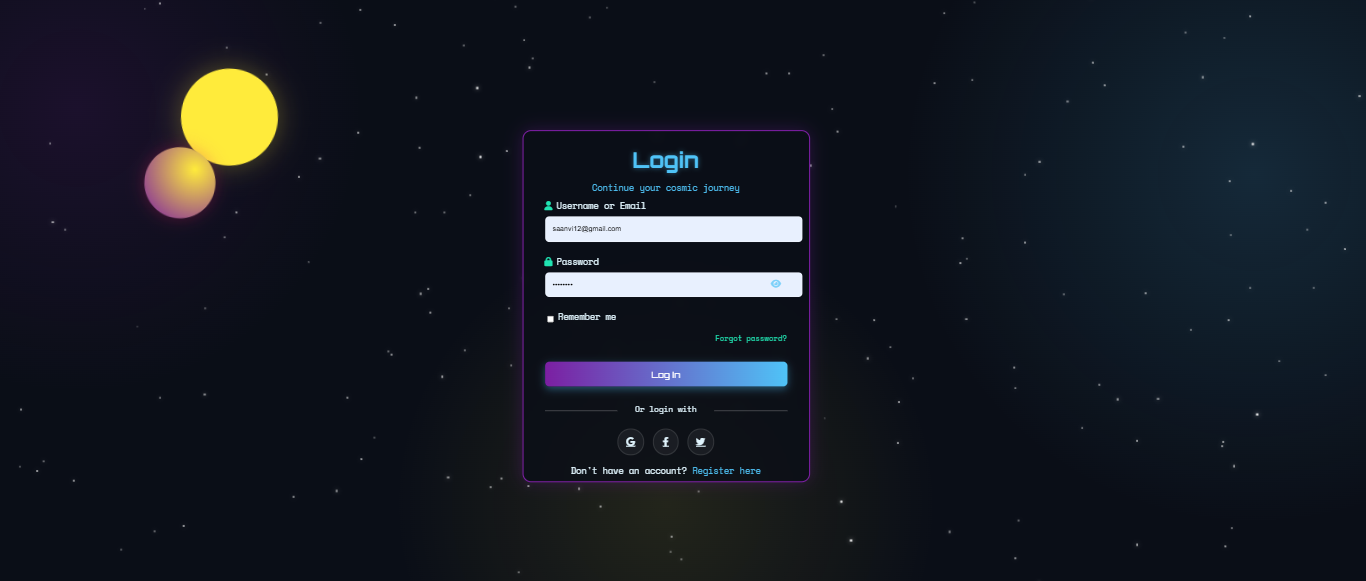 Login
Continue your cosmic journey
Username or Email
saanvi12@gmail.com
Password
••••••••
Remember me
Forgot password?
Log In
Or login with
Don't have an account? Register here